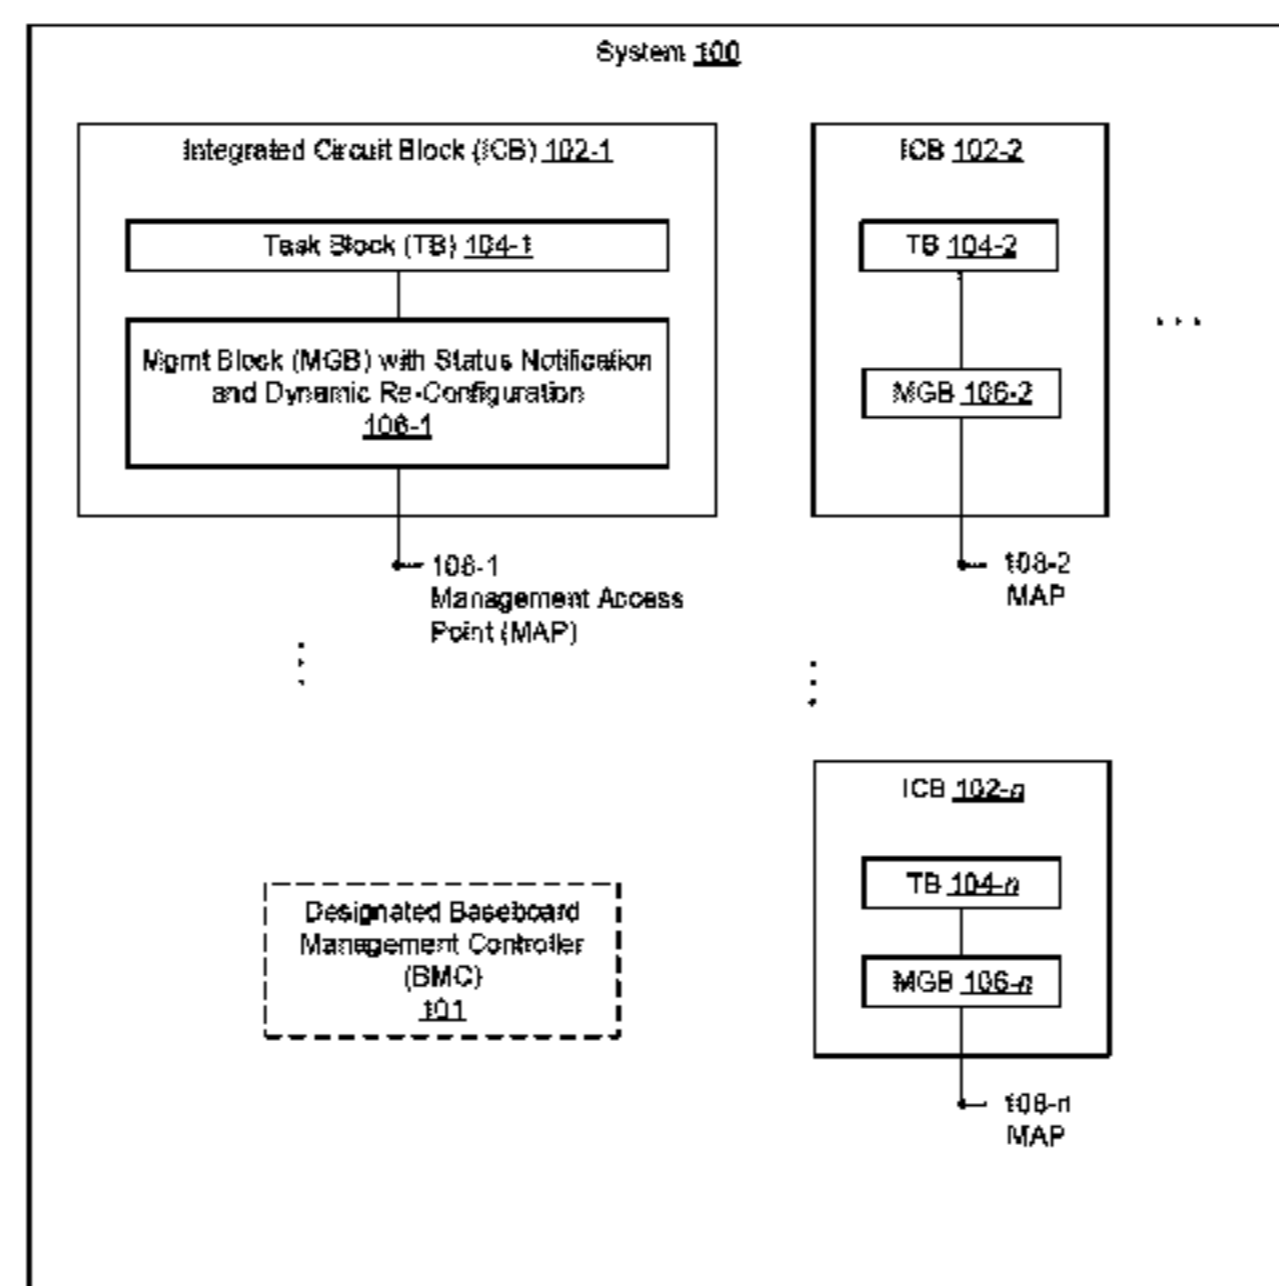 System 100
Integrated Circuit Block (ICB) 102-1
Task Block (TB) 104-1
Mgmt Block (MGB) with Status Notification
and Dynamic Re-Configuration
106-1
108-1
Management Access
Point (MAP)
ICB 102-2
TB 104-2
MGB 106-2
108-2
MAP
. . .
Designated Baseboard
Management Controller
(BMC)
101
ICB 102-n
TB 104-n
MGB 106-n
108-n
MAP